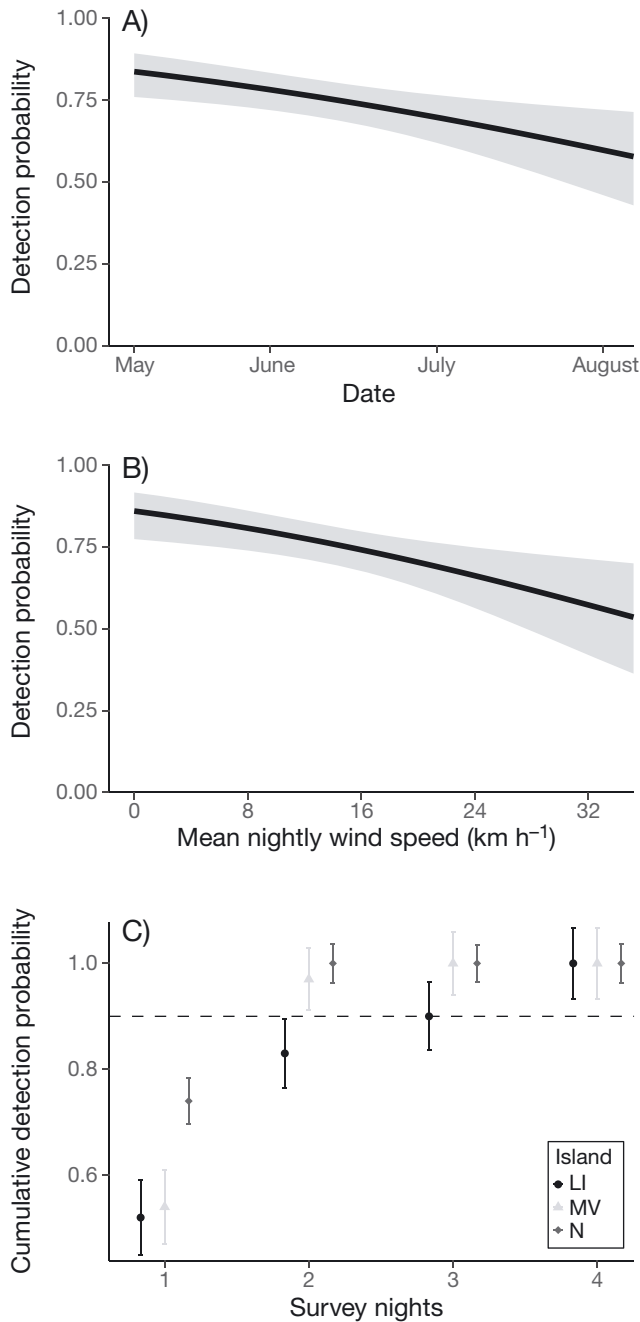 A)
Detection probability
1.00
0.75
0.50
0.25
0.00
May June July August
Date
B)
Detection probability
1.00
0.75
0.50
0.25
0.00
0 8 16 24 32
Mean nightly wind speed (km h⁻¹)
C)
Cumulative detection probability
1.0
0.8
0.6
Island
LI
MV
N
1 2 3 4
Survey nights